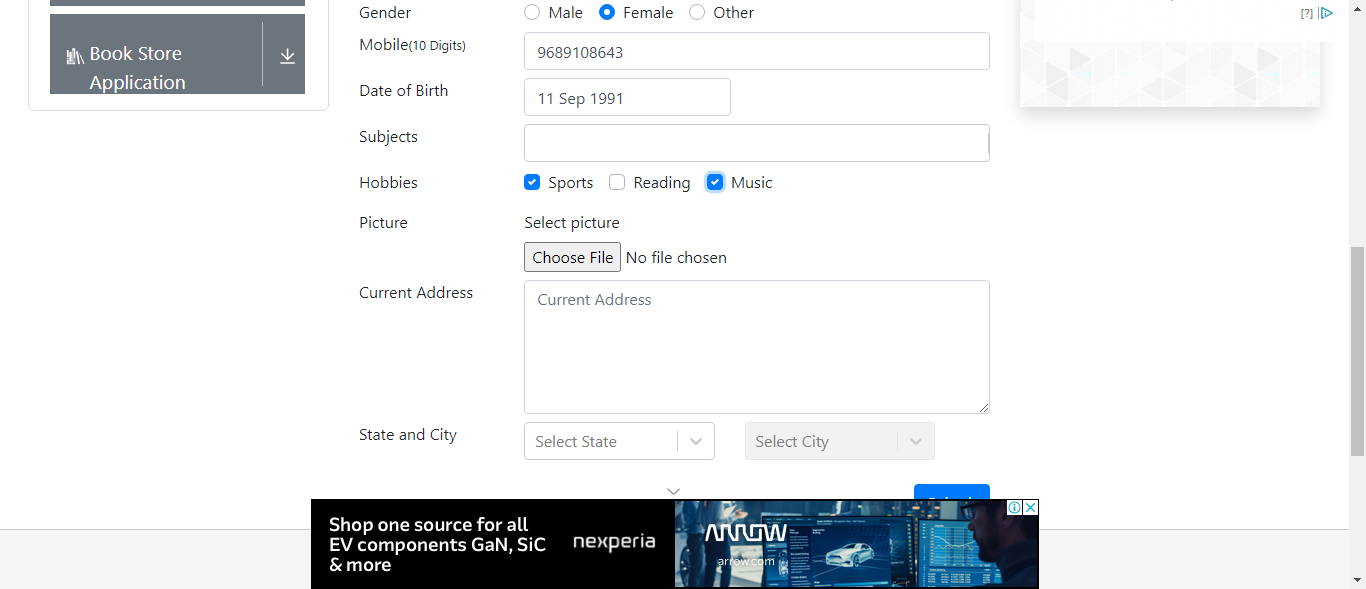 Book Store
Application
Gender
Male Female Other
Mobile(10 Digits)
9689108643
Date of Birth
11 Sep 1991
Subjects
Hobbies
Sports Reading Music
Picture
Select picture
Choose File No file chosen
Current Address
Current Address
State and City
Select State
Select City
Shop one source for all
EV components GaN, SiC
& more
nexperia
ARROW
arrow.com
[?]